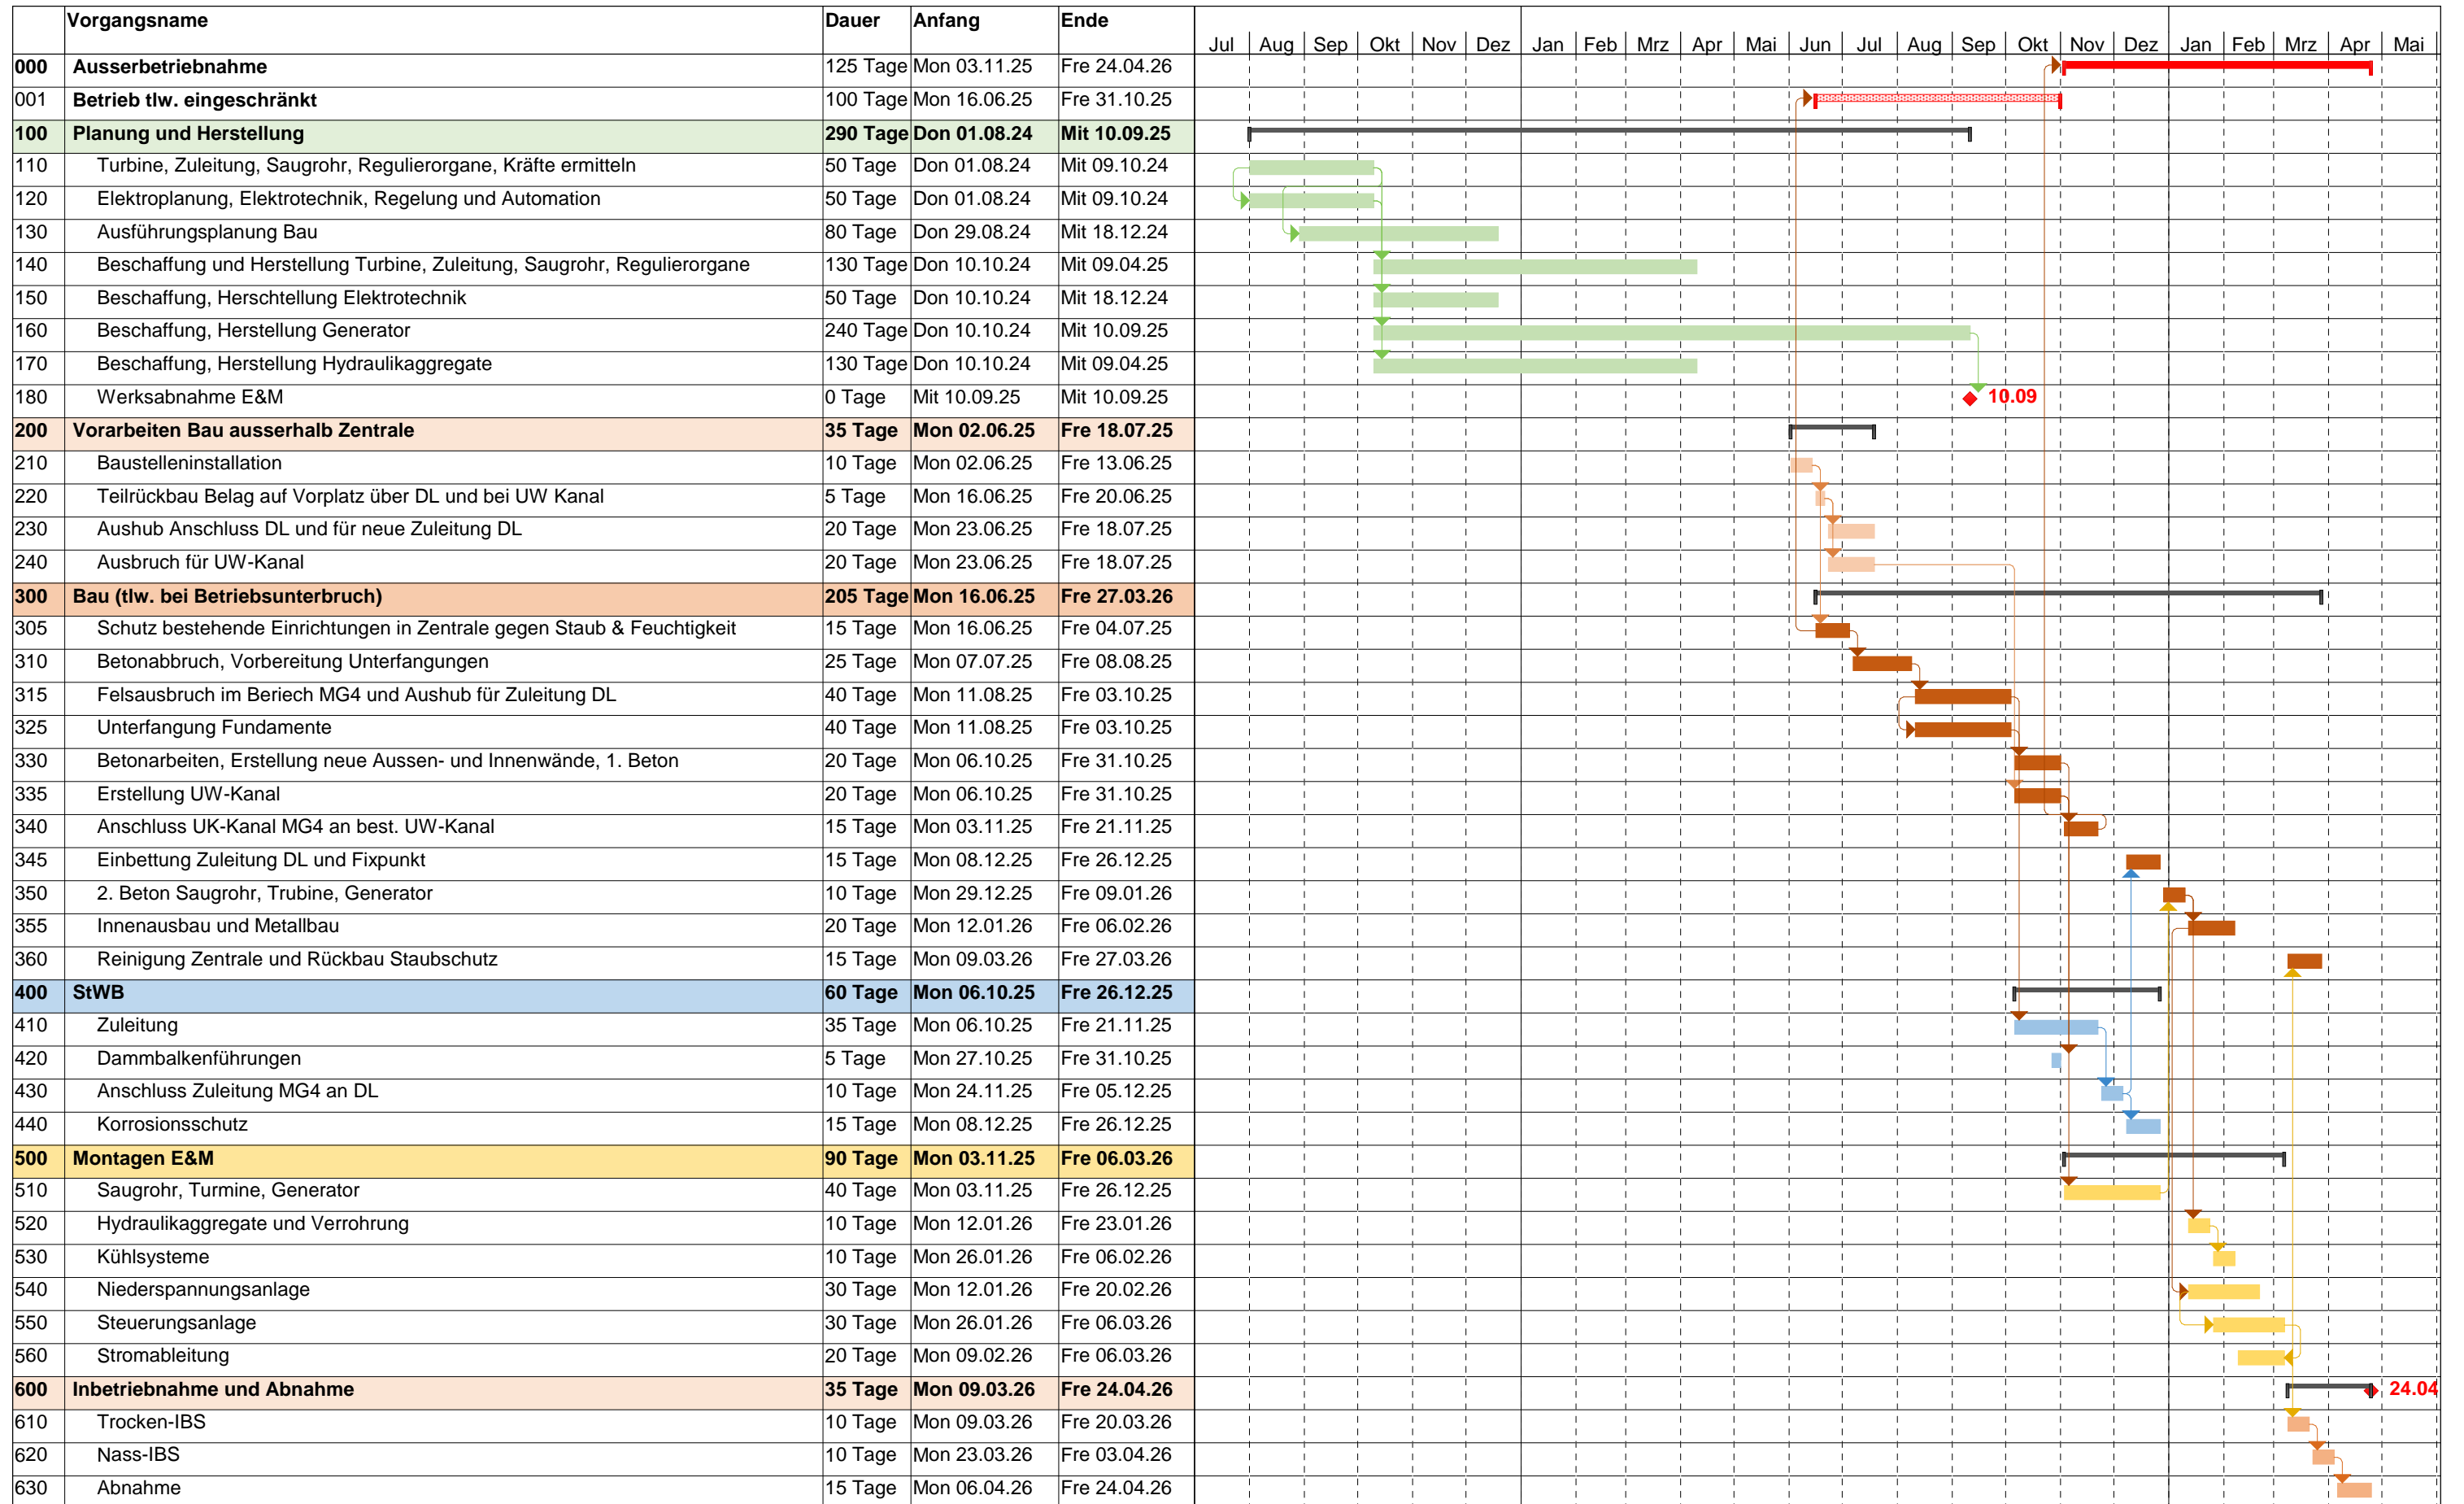 Vorgangsname Dauer Anfang Ende
Jul Aug Sep Okt Nov Dez Jan Feb Mrz Apr Mai Jun Jul Aug Sep Okt Nov Dez Jan Feb Mrz Apr Mai
000 Ausserbetriebnahme 125 Tage Mon 03.11.25 Fre 24.04.26
001 Betrieb tlw. eingeschränkt 100 Tage Mon 16.06.25 Fre 31.10.25
100 Planung und Herstellung 290 Tage Don 01.08.24 Mit 10.09.25
110 Turbine, Zuleitung, Saugrohr, Regulierorgane, Kräfte ermitteln 50 Tage Don 01.08.24 Mit 09.10.24
120 Elektroplanung, Elektrotechnik, Regelung und Automation 50 Tage Don 01.08.24 Mit 09.10.24
130 Ausführungsplanung Bau 80 Tage Don 29.08.24 Mit 18.12.24
140 Beschaffung und Herstellung Turbine, Zuleitung, Saugrohr, Regulierorgane 130 Tage Don 10.10.24 Mit 09.04.25
150 Beschaffung, Herschtellung Elektrotechnik 50 Tage Don 10.10.24 Mit 18.12.24
160 Beschaffung, Herstellung Generator 240 Tage Don 10.10.24 Mit 10.09.25
170 Beschaffung, Herstellung Hydraulikaggregate 130 Tage Don 10.10.24 Mit 09.04.25
180 Werksabnahme E&M 0 Tage Mit 10.09.25 Mit 10.09.25 10.09
200 Vorarbeiten Bau ausserhalb Zentrale 35 Tage Mon 02.06.25 Fre 18.07.25
210 Baustelleninstallation 10 Tage Mon 02.06.25 Fre 13.06.25
220 Teilrückbau Belag auf Vorplatz über DL und bei UW Kanal 5 Tage Mon 16.06.25 Fre 20.06.25
230 Aushub Anschluss DL und für neue Zuleitung DL 20 Tage Mon 23.06.25 Fre 18.07.25
240 Ausbruch für UW-Kanal 20 Tage Mon 23.06.25 Fre 18.07.25
300 Bau (tlw. bei Betriebsunterbruch) 205 Tage Mon 16.06.25 Fre 27.03.26
305 Schutz bestehende Einrichtungen in Zentrale gegen Staub & Feuchtigkeit 15 Tage Mon 16.06.25 Fre 04.07.25
310 Betonabbruch, Vorbereitung Unterfangungen 25 Tage Mon 07.07.25 Fre 08.08.25
315 Felsausbruch im Beriech MG4 und Aushub für Zuleitung DL 40 Tage Mon 11.08.25 Fre 03.10.25
325 Unterfangung Fundamente 40 Tage Mon 11.08.25 Fre 03.10.25
330 Betonarbeiten, Erstellung neue Aussen- und Innenwände, 1. Beton 20 Tage Mon 06.10.25 Fre 31.10.25
335 Erstellung UW-Kanal 20 Tage Mon 06.10.25 Fre 31.10.25
340 Anschluss UK-Kanal MG4 an best. UW-Kanal 15 Tage Mon 03.11.25 Fre 21.11.25
345 Einbettung Zuleitung DL und Fixpunkt 15 Tage Mon 08.12.25 Fre 26.12.25
350 2. Beton Saugrohr, Trubine, Generator 10 Tage Mon 29.12.25 Fre 09.01.26
355 Innenausbau und Metallbau 20 Tage Mon 12.01.26 Fre 06.02.26
360 Reinigung Zentrale und Rückbau Staubschutz 15 Tage Mon 09.03.26 Fre 27.03.26
400 StWB 60 Tage Mon 06.10.25 Fre 26.12.25
410 Zuleitung 35 Tage Mon 06.10.25 Fre 21.11.25
420 Dammbalkenführungen 5 Tage Mon 27.10.25 Fre 31.10.25
430 Anschluss Zuleitung MG4 an DL 10 Tage Mon 24.11.25 Fre 05.12.25
440 Korrosionsschutz 15 Tage Mon 08.12.25 Fre 26.12.25
500 Montagen E&M 90 Tage Mon 03.11.25 Fre 06.03.26
510 Saugrohr, Turmine, Generator 40 Tage Mon 03.11.25 Fre 26.12.25
520 Hydraulikaggregate und Verrohrung 10 Tage Mon 12.01.26 Fre 23.01.26
530 Kühlsysteme 10 Tage Mon 26.01.26 Fre 06.02.26
540 Niederspannungsanlage 30 Tage Mon 12.01.26 Fre 20.02.26
550 Steuerungsanlage 30 Tage Mon 26.01.26 Fre 06.03.26
560 Stromableitung 20 Tage Mon 09.02.26 Fre 06.03.26
600 Inbetriebnahme und Abnahme 35 Tage Mon 09.03.26 Fre 24.04.26 24.04
610 Trocken-IBS 10 Tage Mon 09.03.26 Fre 20.03.26
620 Nass-IBS 10 Tage Mon 23.03.26 Fre 03.04.26
630 Abnahme 15 Tage Mon 06.04.26 Fre 24.04.26